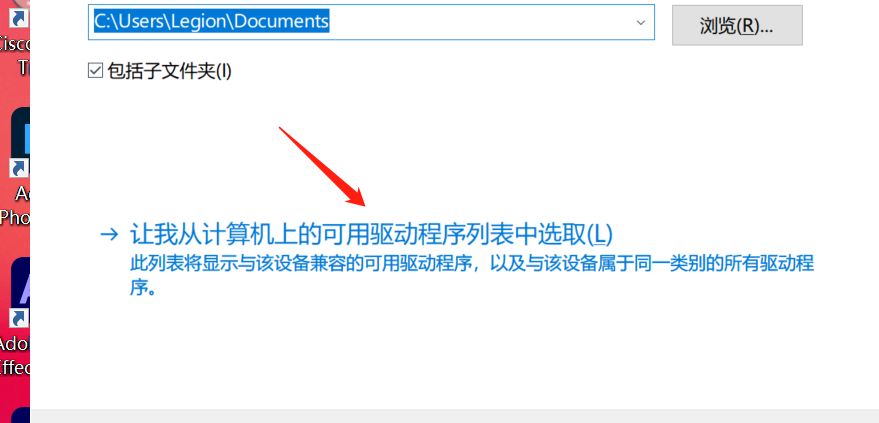 C:\Users\Legion\Documents
浏览(R)...
包括子文件夹(I)
让我从计算机上的可用驱动程序列表中选取(L)
此列表将显示与该设备兼容的可用驱动程序，以及与该设备属于同一类别的所有驱动程
序。
Cisco
Ado